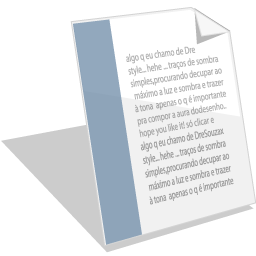 algo q eu chamo de Dre
style... hehe ... traços de sombra
simples,procurando decupar ao
máximo a luz e sombra e trazer
à tona apenas o q é importante
pra compor a aura dodesenho..
hope you like it! só clicar e
algo q eu chamo de DreSouzax
style... hehe ... traços de sombra
simples,procurando decupar ao
máximo a luz e sombra e trazer
à tona apenas o q é importante